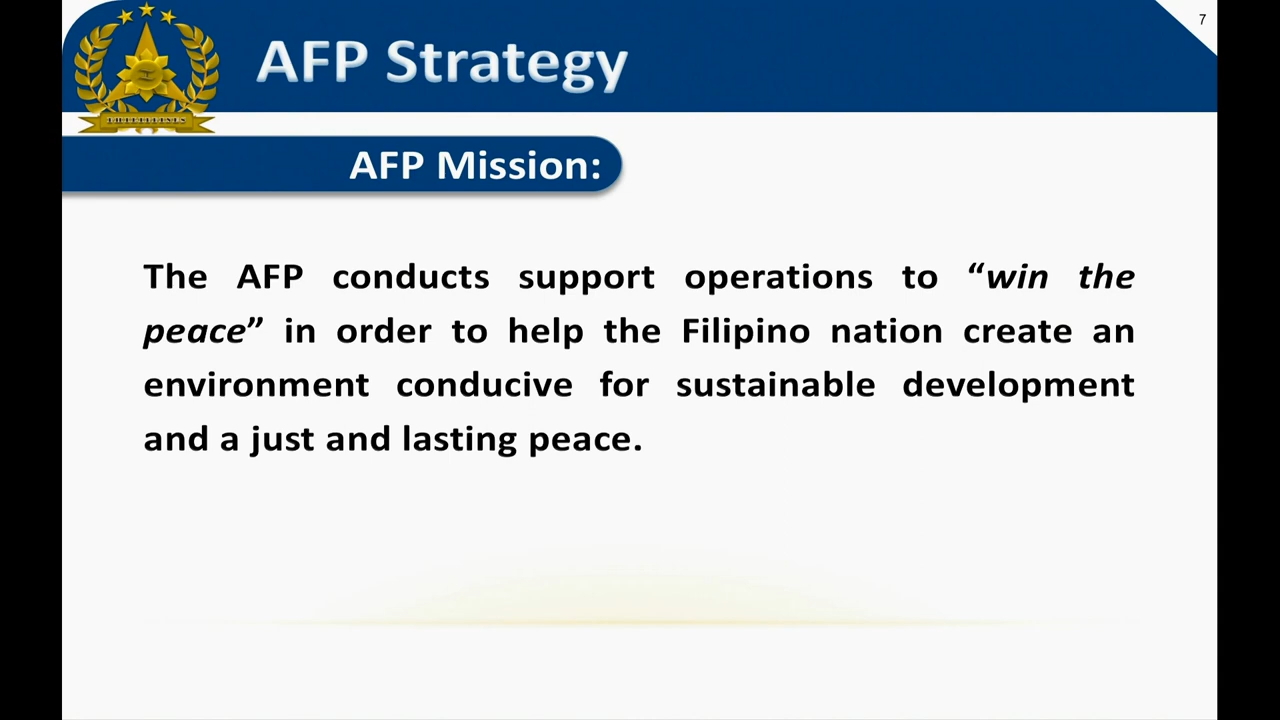 7
AFP Strategy
PHILIPPINES
AFP Mission:
The AFP conducts support operations to “win the
peace” in order to help the Filipino nation create an
environment conducive for sustainable development
and a just and lasting peace.